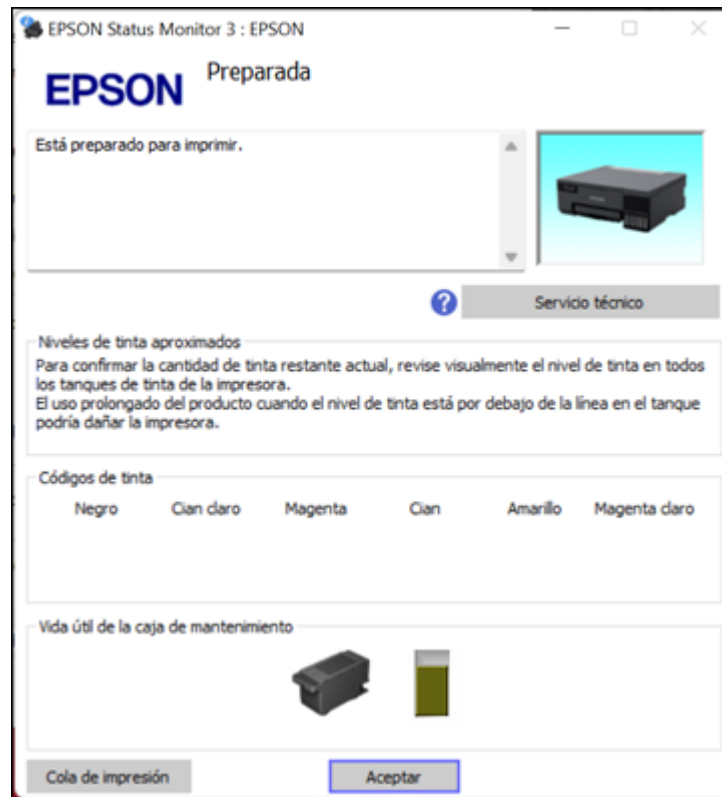 EPSON Status Monitor 3 : EPSON
EPSON
Preparada
Está preparado para imprimir.
Servicio técnico
Niveles de tinta aproximados
Para confirmar la cantidad de tinta restante actual, revise visualmente el nivel de tinta en todos
los tanques de tinta de la impresora.
El uso prolongado del producto cuando el nivel de tinta está por debajo de la línea en el tanque
podría dañar la impresora.
Códigos de tinta
Negro Cian claro Magenta Cian Amarillo Magenta claro
Vida útil de la caja de mantenimiento
Cola de impresión Aceptar